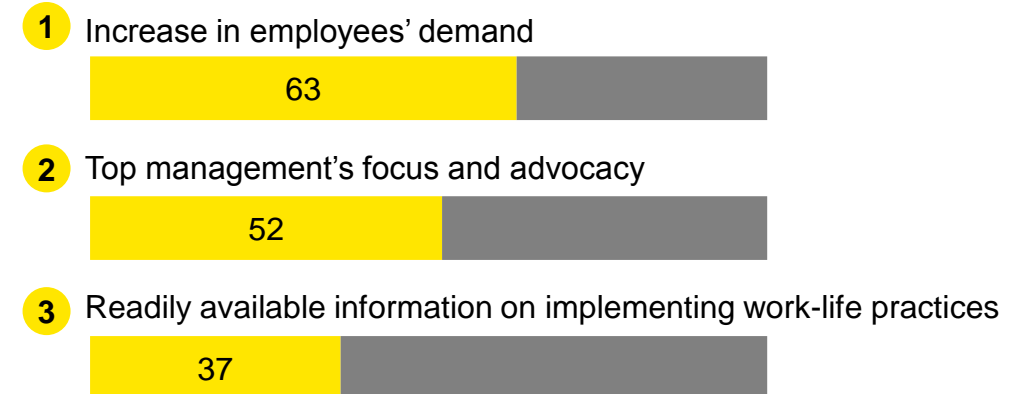 1 Increase in employees’ demand
63
2 Top management’s focus and advocacy
52
3 Readily available information on implementing work-life practices
37